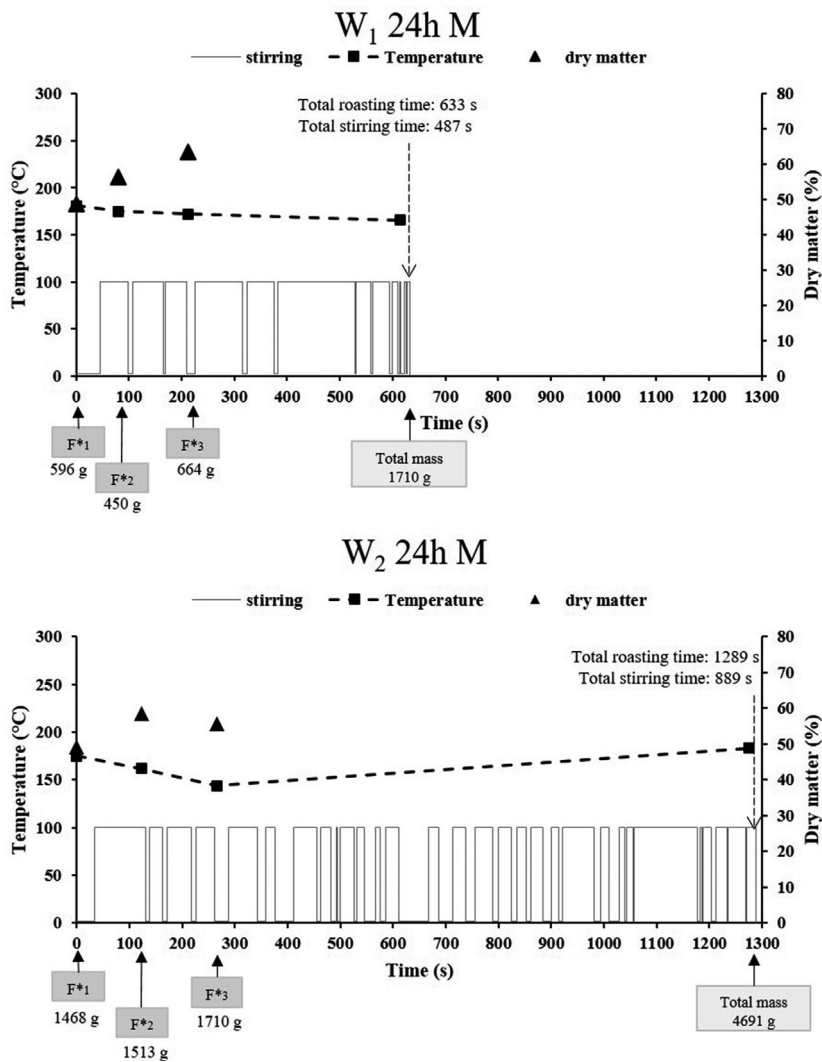 W₁ 24h M
stirring Temperature dry matter
Total roasting time: 633 s
Total stirring time: 487 s
Temperature (°C)
300
250
200
150
100
50
0
Dry matter (%)
80
70
60
50
40
30
20
10
0
0 100 200 300 400 500 600 700 800 900 1000 1100 1200 1300
Time (s)
F*1
596 g
F*2
450 g
F*3
664 g
Total mass
1710 g
W₂ 24h M
stirring Temperature dry matter
Total roasting time: 1289 s
Total stirring time: 889 s
Temperature (°C)
300
250
200
150
100
50
0
Dry matter (%)
80
70
60
50
40
30
20
10
0
0 100 200 300 400 500 600 700 800 900 1000 1100 1200 1300
Time (s)
F*1
1468 g
F*2
1513 g
F*3
1710 g
Total mass
4691 g